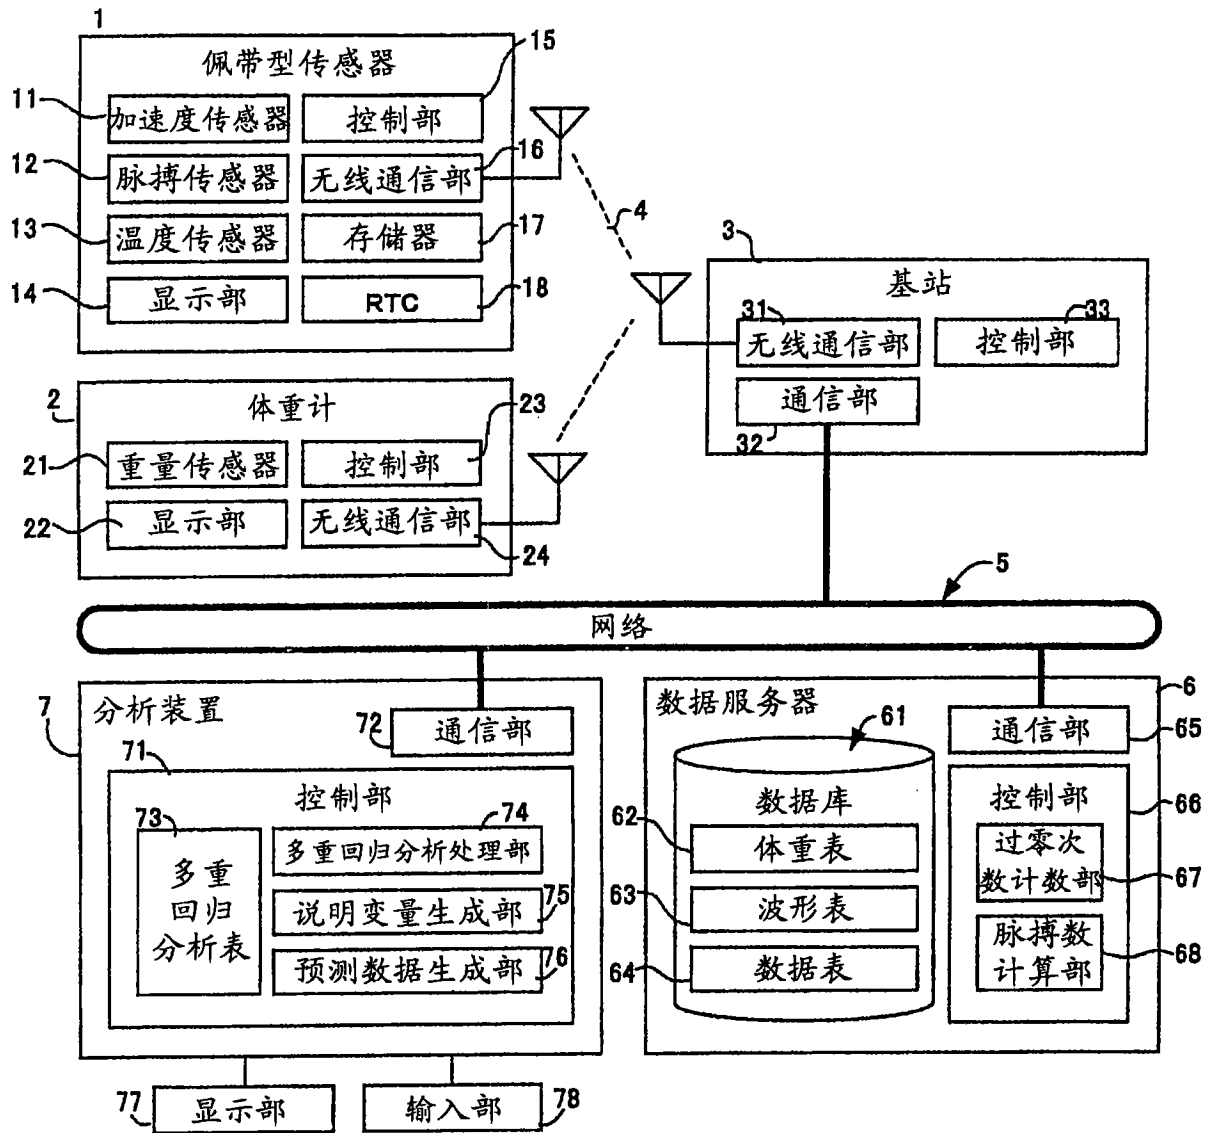 1
佩带型传感器
15
11
加速度传感器
控制部
12
脉搏传感器
16
无线通信部
13
温度传感器
存储器
17
14
显示部
RTC
18
4
3
基站
31
无线通信部
33
控制部
通信部
32
2
体重计
23
21
重量传感器
控制部
22
显示部
无线通信部
24
5
网络
7
分析装置
72
通信部
71
控制部
73
多重
回归
分析表
74
多重回归分析处理部
说明变量生成部
75
预测数据生成部
76
77
显示部
输入部
78
6
数据服务器
61
通信部
65
数据库
62
体重表
63
波形表
64
数据表
控制部
66
过零次
数计数部
67
脉搏数
计算部
68